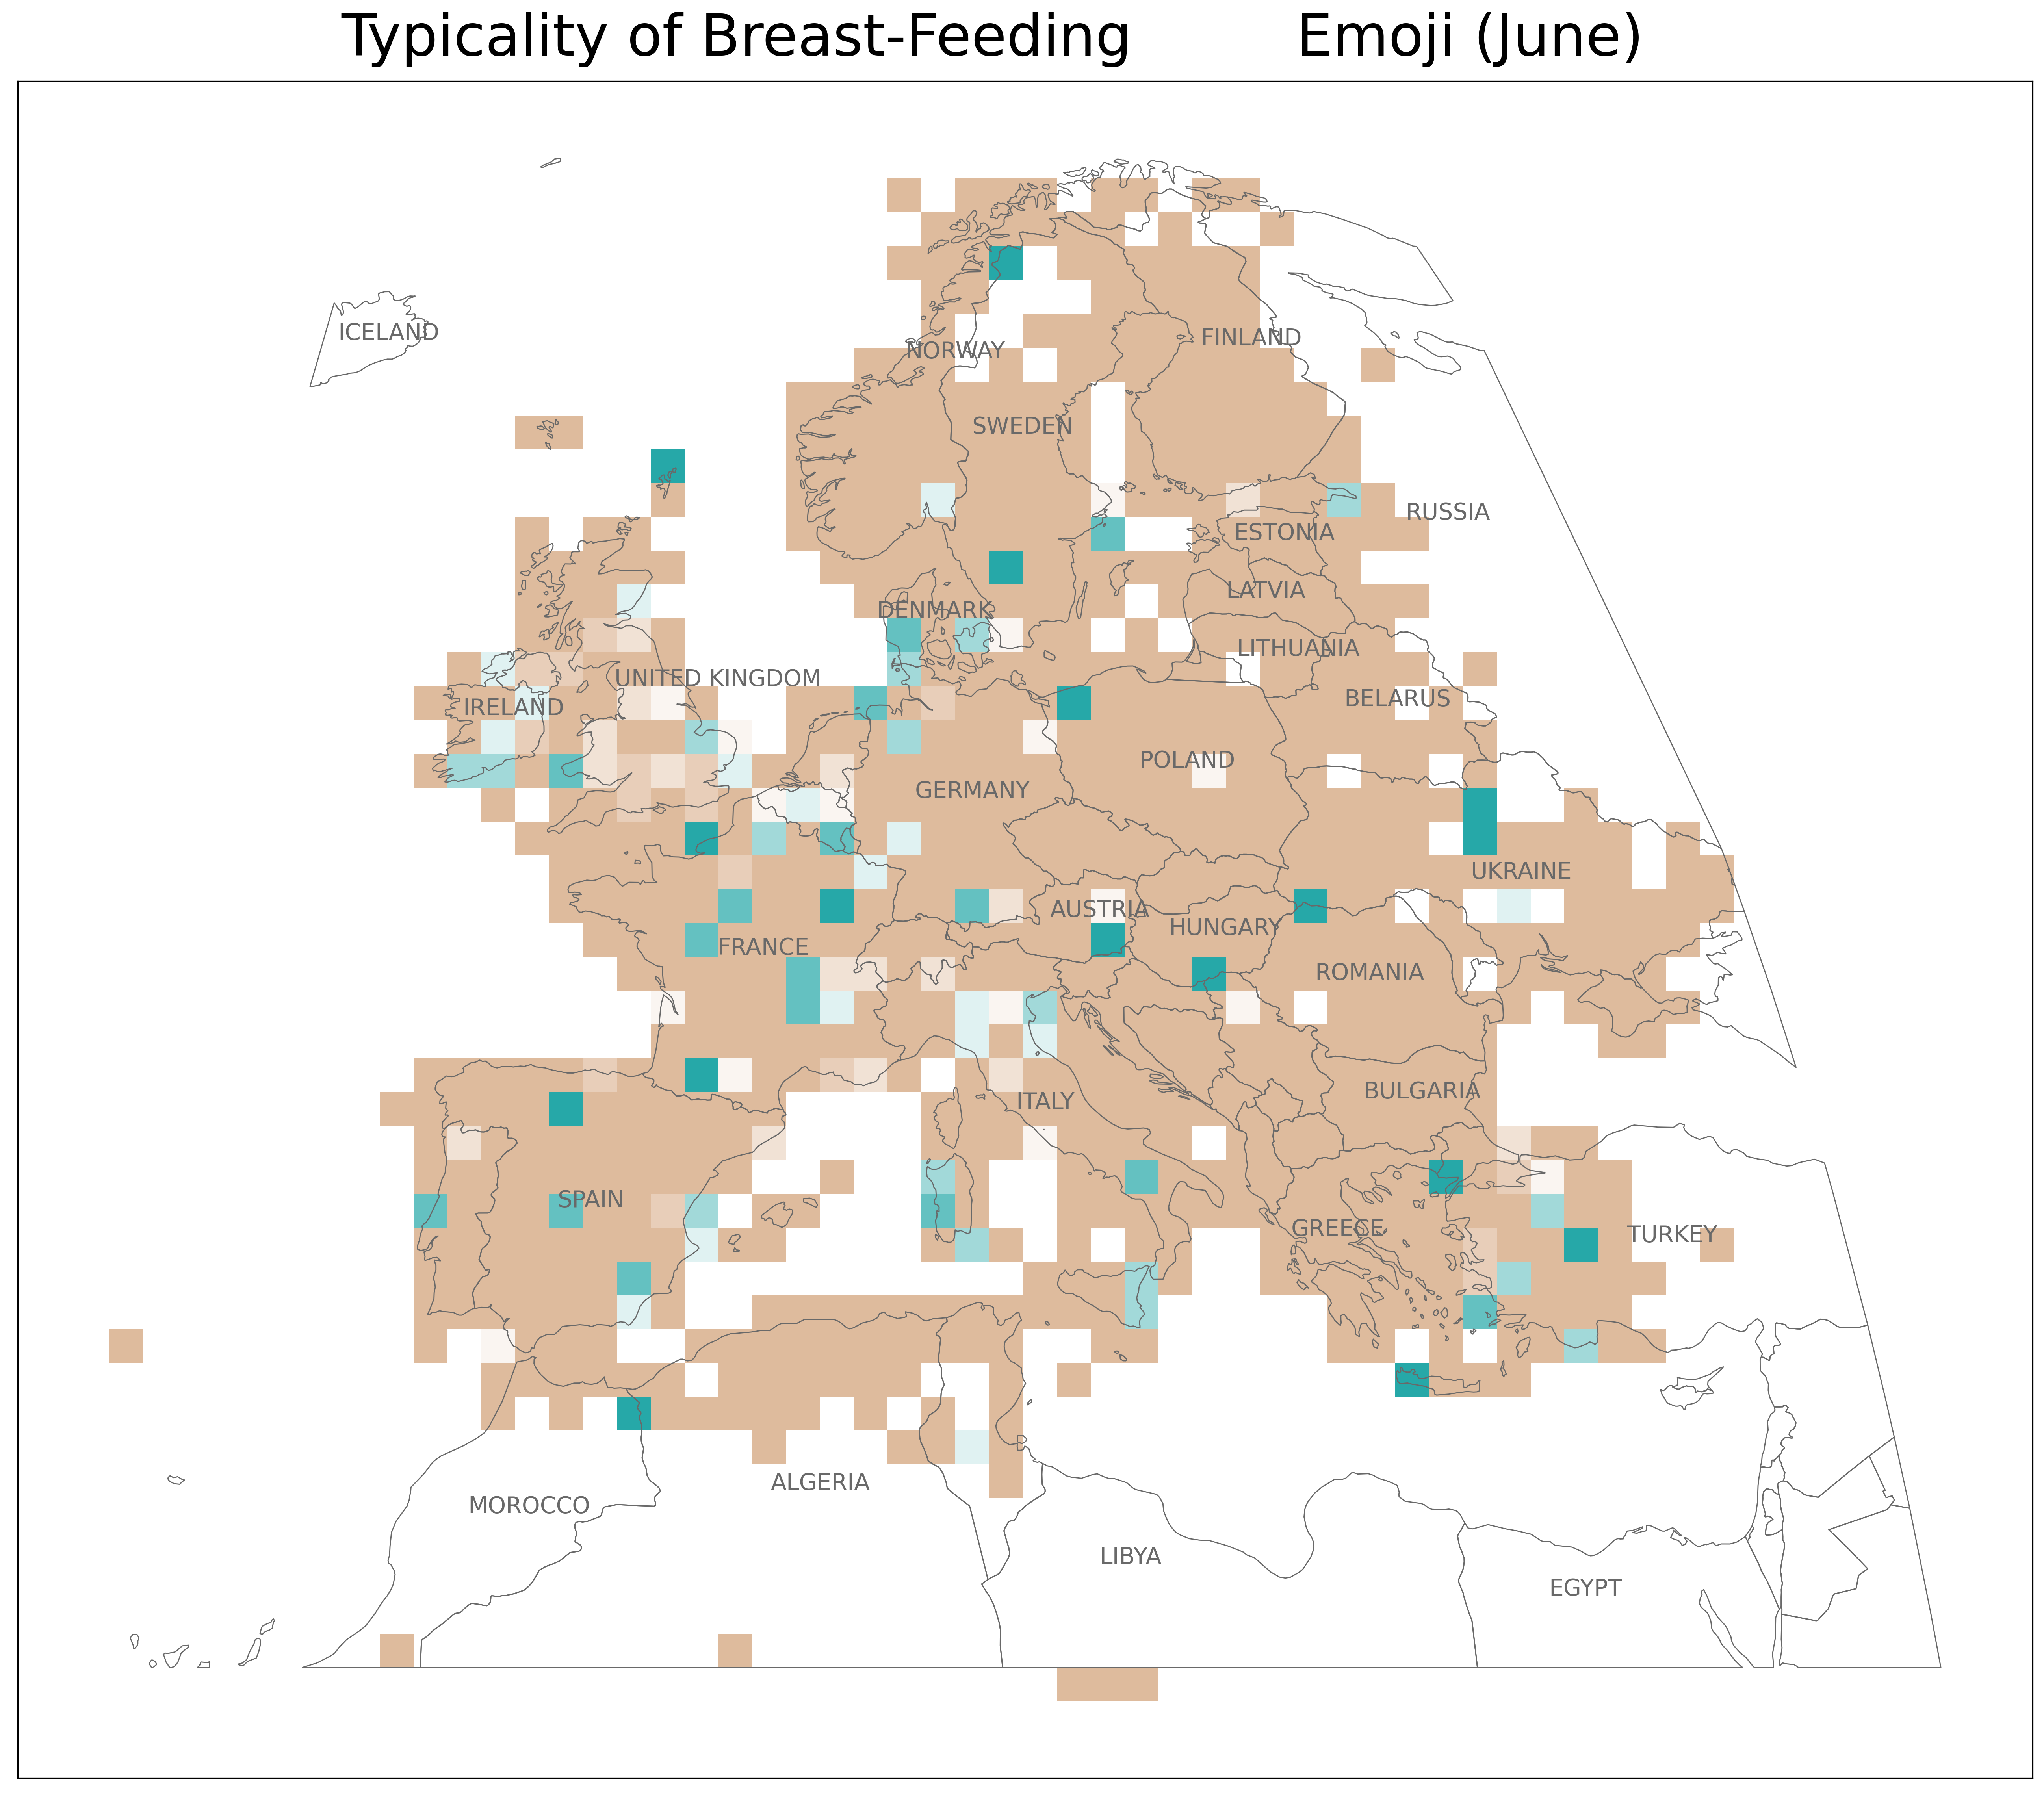 Typicality of Breast-Feeding Emoji (June)
ICELAND
NORWAY
FINLAND
SWEDEN
RUSSIA
ESTONIA
LATVIA
DENMARK
LITHUANIA
UNITED KINGDOM
BELARUS
IRELAND
POLAND
GERMANY
UKRAINE
AUSTRIA
HUNGARY
FRANCE
ROMANIA
BULGARIA
ITALY
SPAIN
GREECE
TURKEY
ALGERIA
MOROCCO
LIBYA
EGYPT